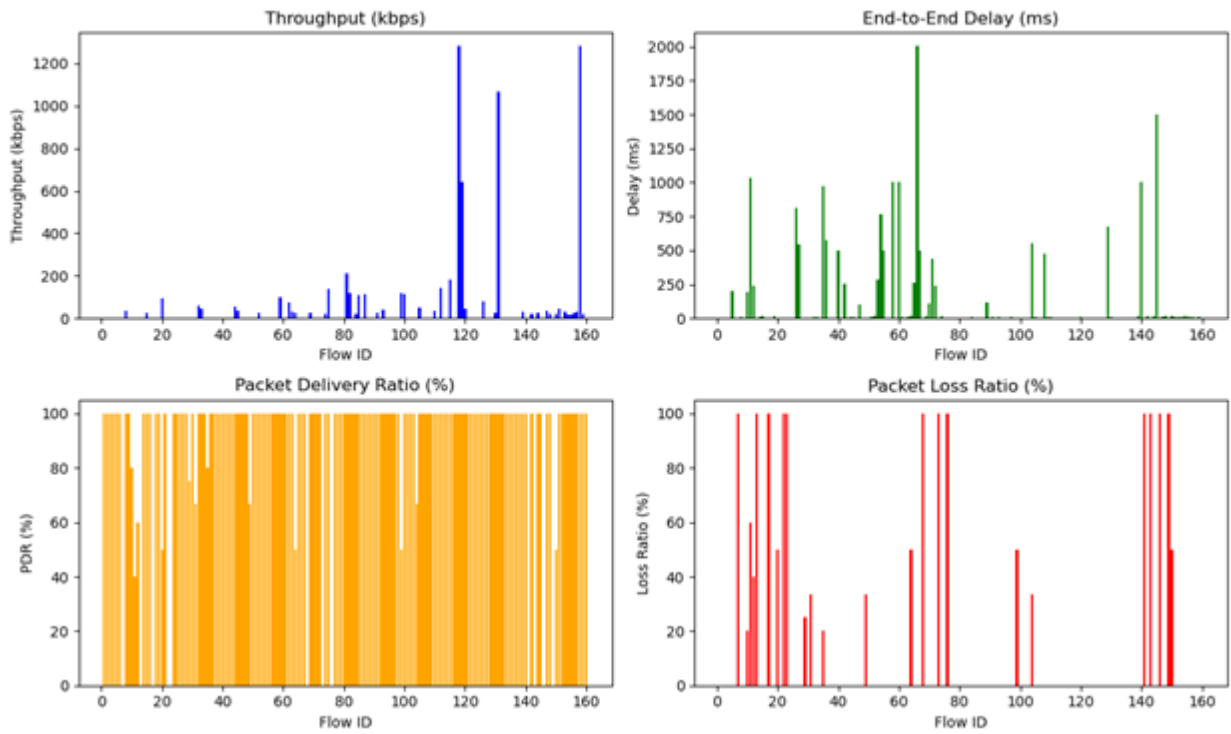 Throughput (kbps)
Throughput (kbps)
1200
1000
800
600
400
200
0
0 20 40 60 80 100 120 140 160
Flow ID
End-to-End Delay (ms)
Delay (ms)
2000
1750
1500
1250
1000
750
500
250
0
0 20 40 60 80 100 120 140 160
Flow ID
Packet Delivery Ratio (%)
PDR (%)
100
80
60
40
20
0
0 20 40 60 80 100 120 140 160
Flow ID
Packet Loss Ratio (%)
Loss Ratio (%)
100
80
60
40
20
0
0 20 40 60 80 100 120 140 160
Flow ID